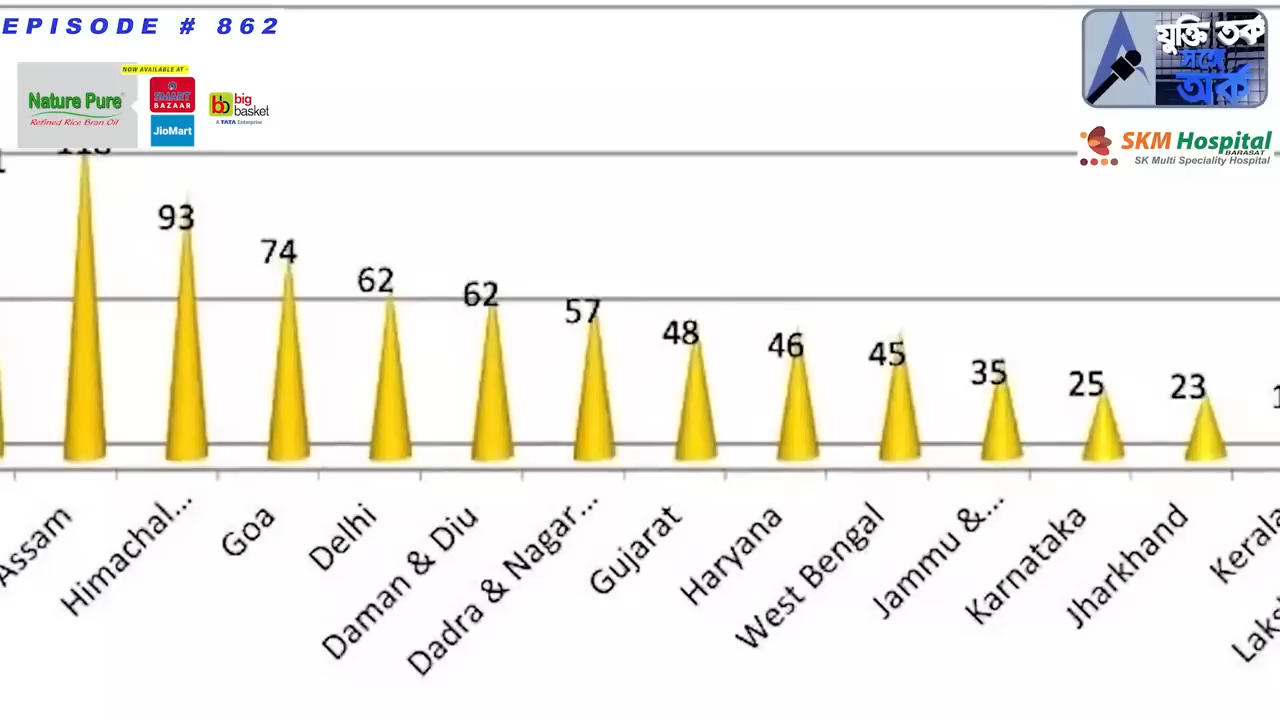 EPISODE # 862
NOW AVAILABLE AT -
Nature Pure
Refined Rice Bran Oil
SMART
BAZAAR
JioMart
big
basket
A TATA Enterprise
যুক্তি তর্ক
সঙ্গে
অর্ক
SKM Hospital
BARASAT
SK Multi Speciality Hospital
93
74
62
62
57
48
46
45
35
25
23
Assam
Himachal...
Goa
Delhi
Daman & Diu
Dadra & Nagar...
Gujarat
Haryana
West Bengal
Jammu &...
Karnataka
Jharkhand
Kerala